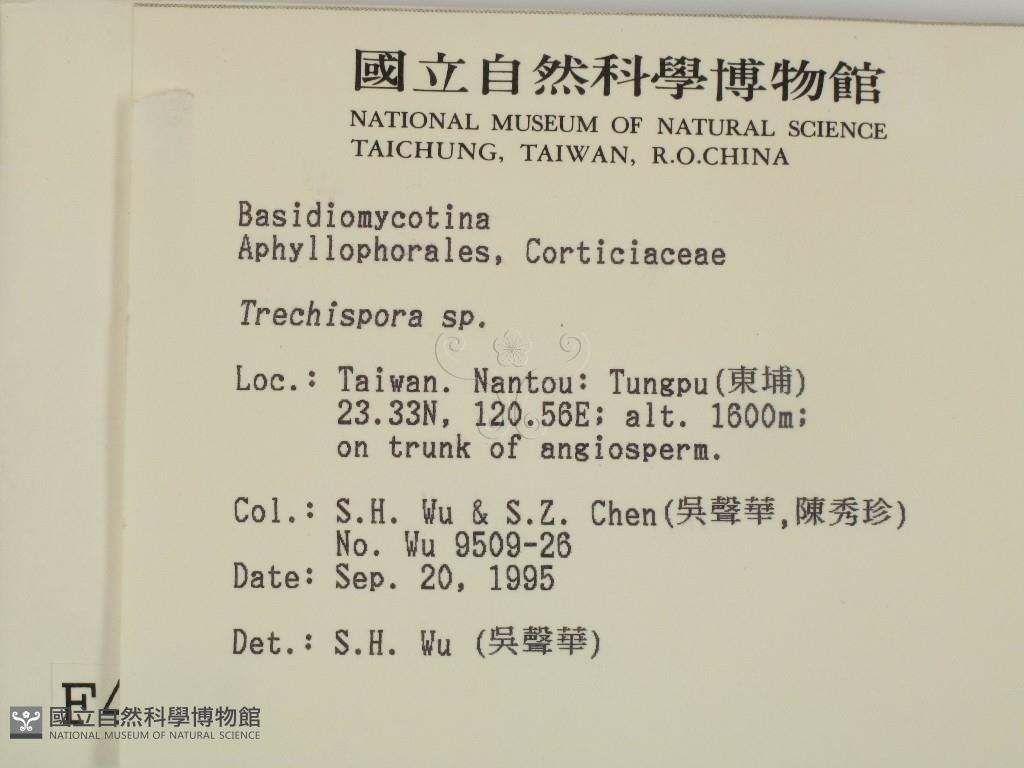 國立自然科學博物館
NATIONAL MUSEUM OF NATURAL SCIENCE
TAICHUNG, TAIWAN, R.O.CHINA
Basidiomycotina
Aphyllophorales, Corticiaceae
Trechispora sp.
Loc.: Taiwan. Nantou: Tungpu(東埔)
23.33N, 120.56E; alt. 1600m;
on trunk of angiosperm.
Col.: S.H. Wu & S.Z. Chen(吳聲華,陳秀珍)
No. Wu 9509-26
Date: Sep. 20, 1995
Det.: S.H. Wu (吳聲華)
國立自然科學博物館
NATIONAL MUSEUM OF NATURAL SCIENCE